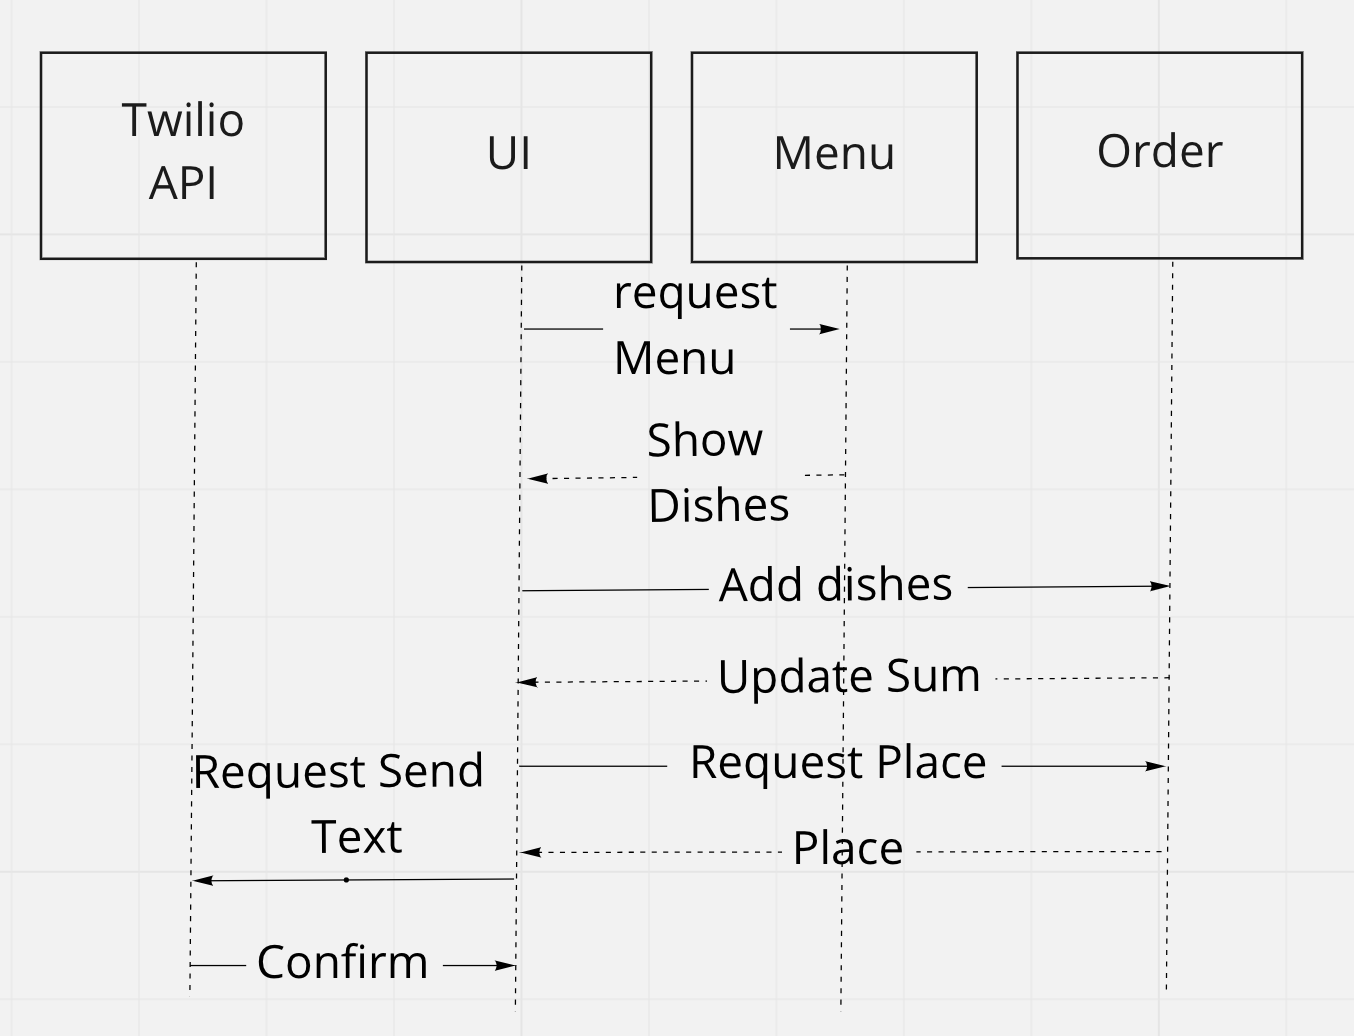 Twilio
API
UI
Menu
Order
request
Menu
Show
Dishes
Add dishes
Update Sum
Request Place
Request Send
Text
Place
Confirm